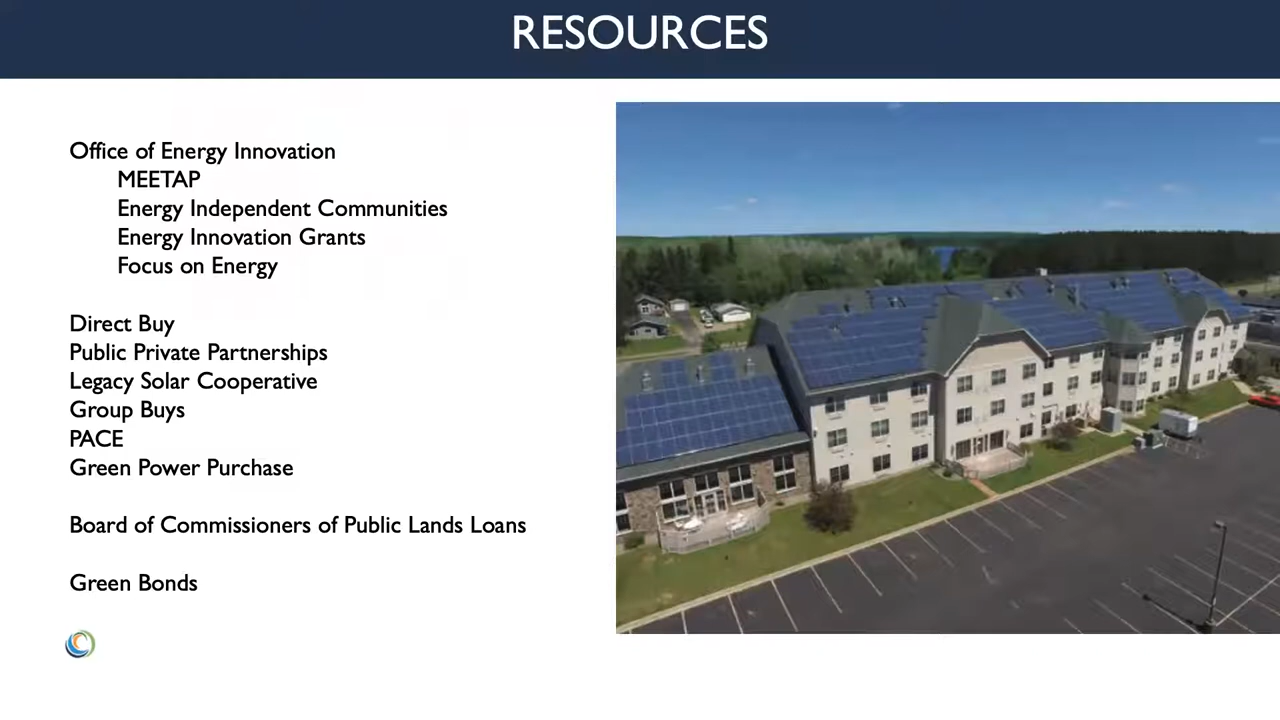 RESOURCES
Office of Energy Innovation
MEETAP
Energy Independent Communities
Energy Innovation Grants
Focus on Energy
Direct Buy
Public Private Partnerships
Legacy Solar Cooperative
Group Buys
PACE
Green Power Purchase
Board of Commissioners of Public Lands Loans
Green Bonds